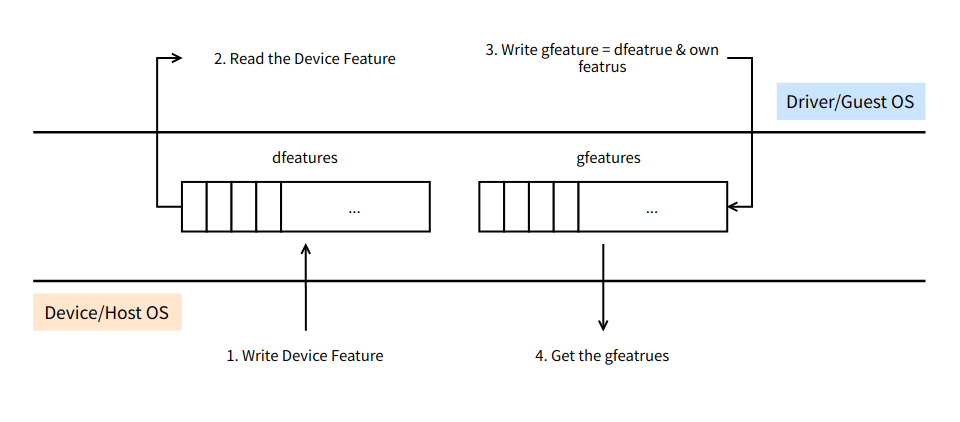 2. Read the Device Feature
3. Write gfeature = dfeatrue & own
featrus
Driver/Guest OS
dfeatures
gfeatures
...
...
Device/Host OS
1. Write Device Feature
4. Get the gfeatrues